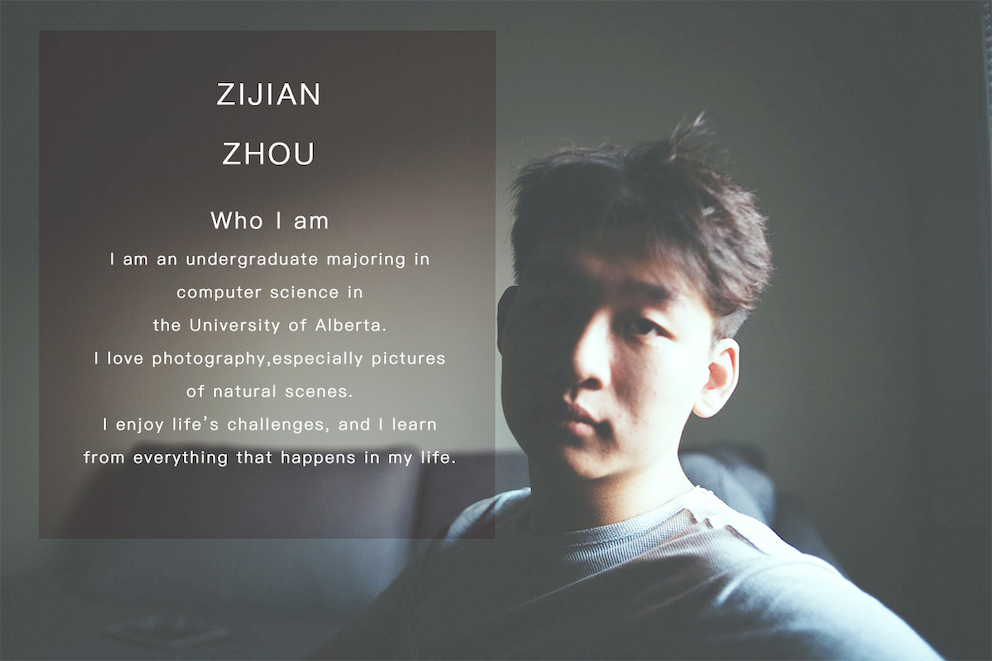 ZIJIAN
ZHOU
Who I am
I am an undergraduate majoring in
computer science in
the University of Alberta.
I love photography,especially pictures
of natural scenes.
I enjoy life’s challenges, and I learn
from everything that happens in my life.